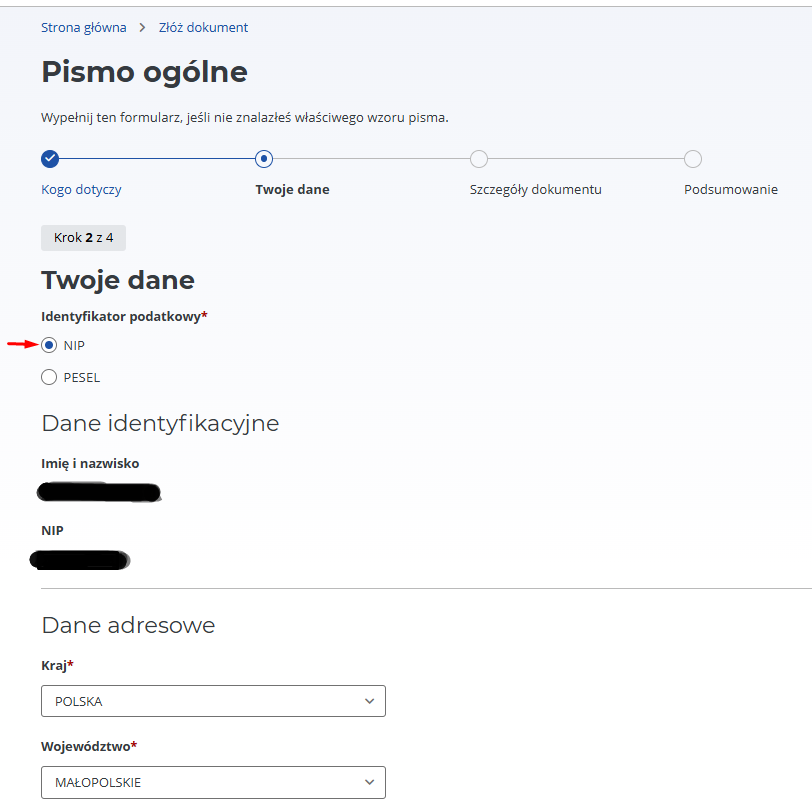 Strona główna > Złóż dokument
Pismo ogólne
Wypełnij ten formularz, jeśli nie znalazłeś właściwego wzoru pisma.
Kogo dotyczy Twoje dane Szczegóły dokumentu Podsumowanie
Krok 2 z 4
Twoje dane
Identyfikator podatkowy*
NIP
PESEL
Dane identyfikacyjne
Imię i nazwisko
NIP
Dane adresowe
Kraj*
POLSKA
Województwo*
MAŁOPOLSKIE